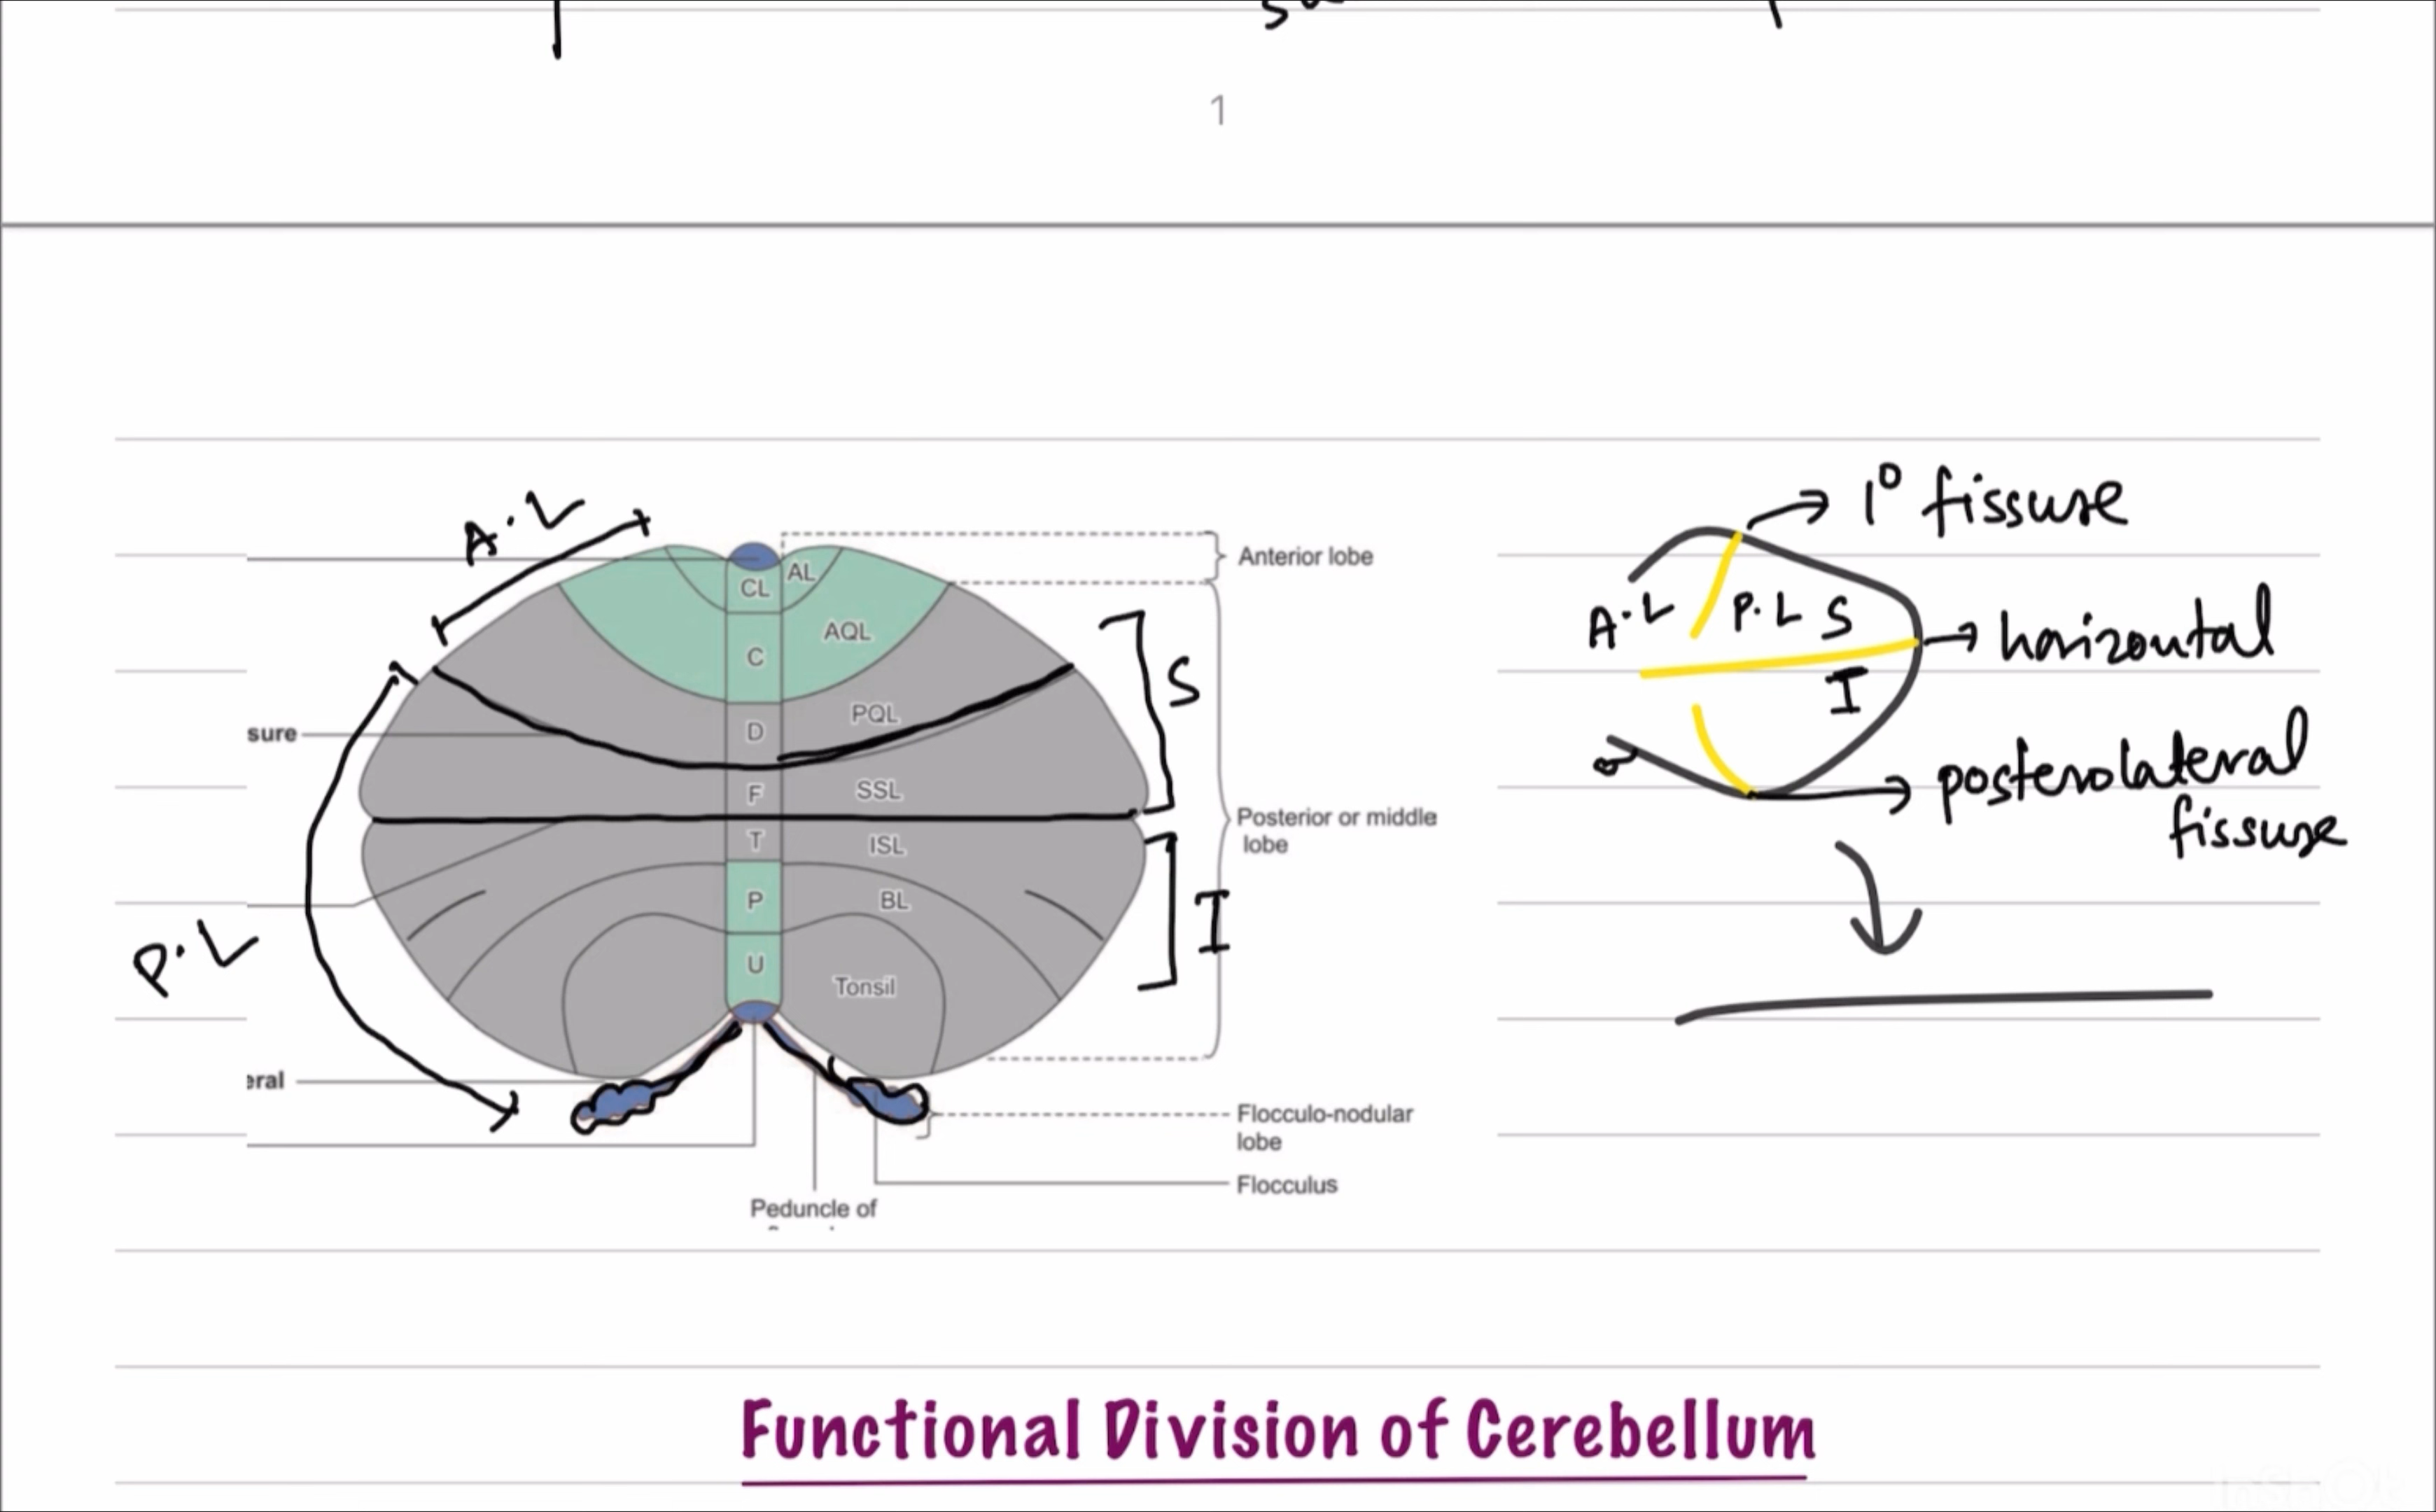 1
A.L
Anterior lobe
AL
CL
AQL
C
S
PQL
sure
D
SSL
F
Posterior or middle
lobe
T
ISL
P
BL
I
P.L
U
Tonsil
eral
Flocculo-nodular
lobe
Flocculus
Peduncle of
1° fissure
A.L
P.L S
horizontal
I
posterolateral
fissure
Functional Division of Cerebellum